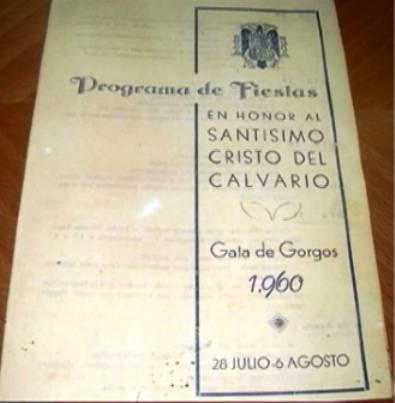 Programa de Fiestas
EN HONOR AL
SANTISIMO
CRISTO DEL
CALVARIO
Gata de Gorgos
1.960
28 JULIO-6 AGOSTO